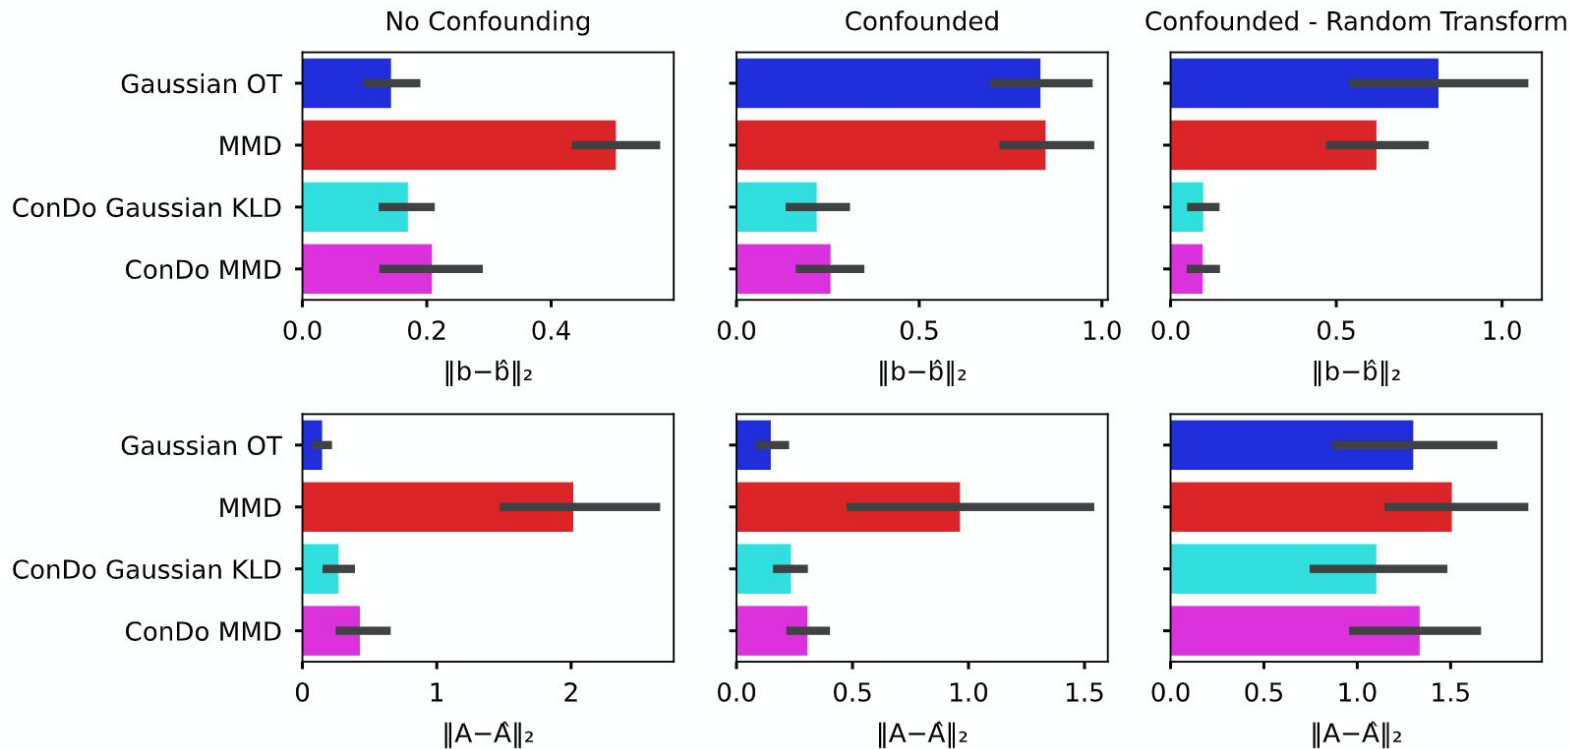 No Confounding
Confounded
Confounded - Random Transform
Gaussian OT
MMD
ConDo Gaussian KLD
ConDo MMD
0.0 0.2 0.4
0.0 0.5 1.0
0.0 0.5 1.0
‖b−b̂‖₂
‖b−b̂‖₂
‖b−b̂‖₂
Gaussian OT
MMD
ConDo Gaussian KLD
ConDo MMD
0 1 2
0.0 0.5 1.0 1.5
0.0 0.5 1.0 1.5
‖A−Â‖₂
‖A−Â‖₂
‖A−Â‖₂